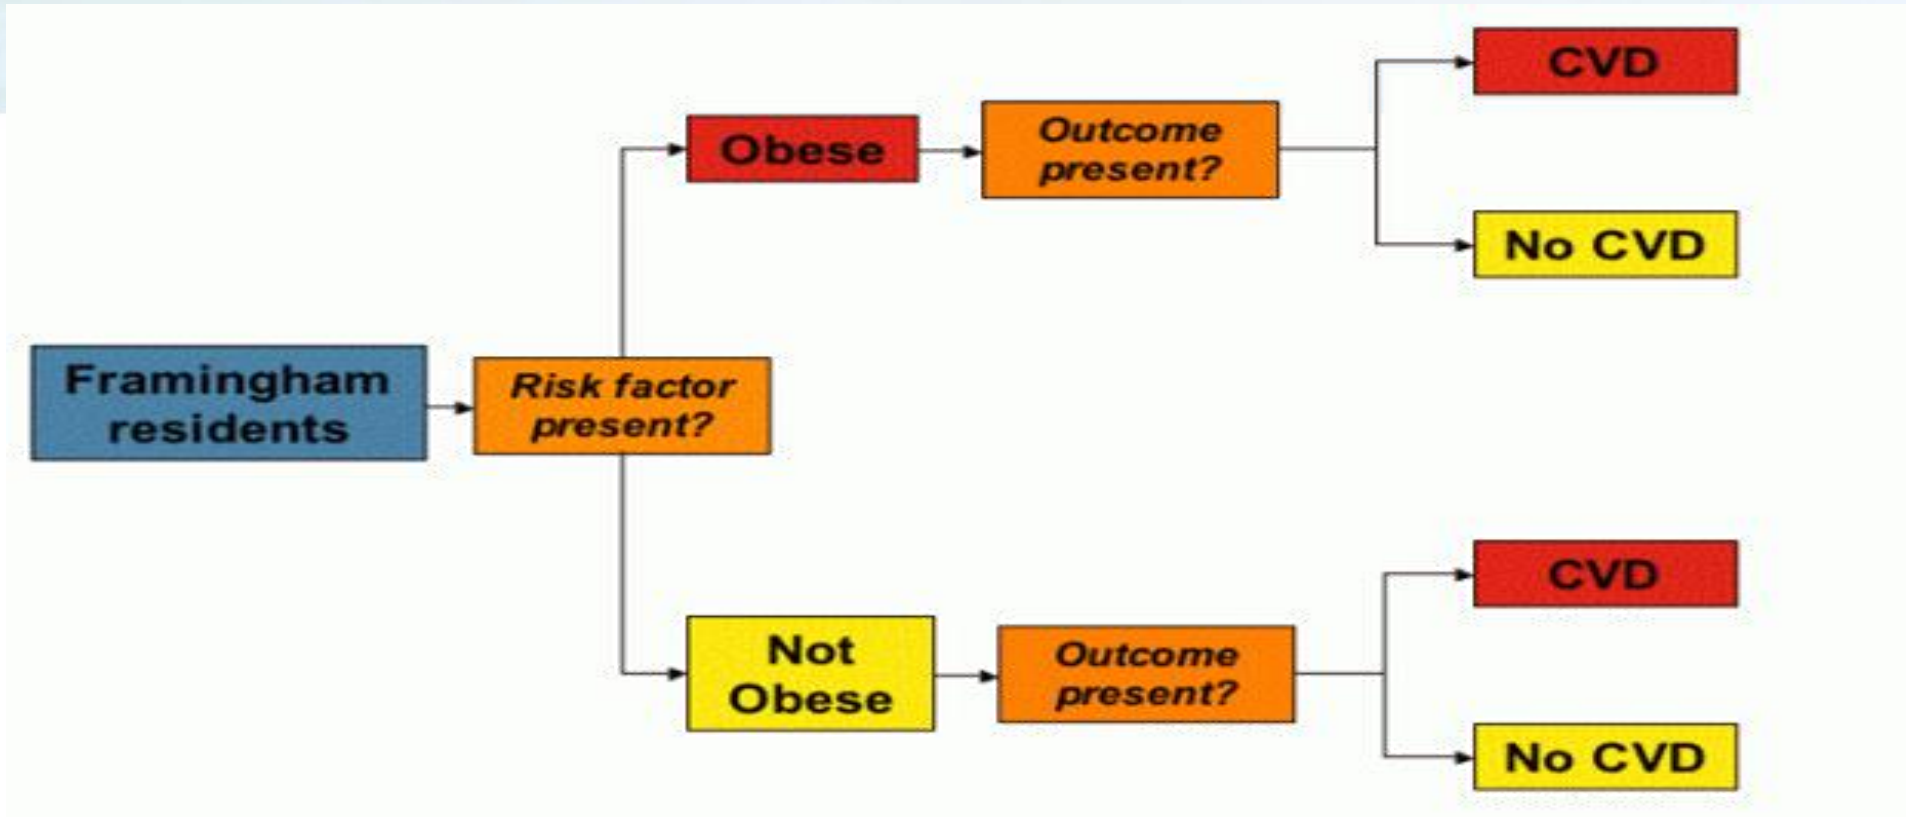 Framingham
residents
Risk factor
present?
Obese
Outcome
present?
CVD
No CVD
Not
Obese
Outcome
present?
CVD
No CVD